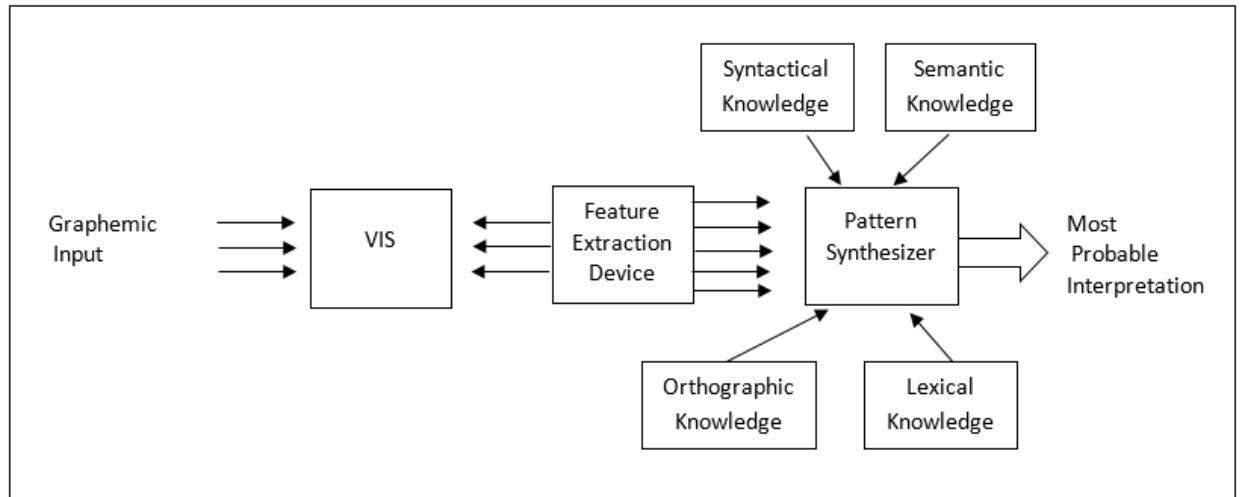 Syntactical
Knowledge
Semantic
Knowledge
Graphemic
Input
VIS
Feature
Extraction
Device
Pattern
Synthesizer
Most
Probable
Interpretation
Orthographic
Knowledge
Lexical
Knowledge